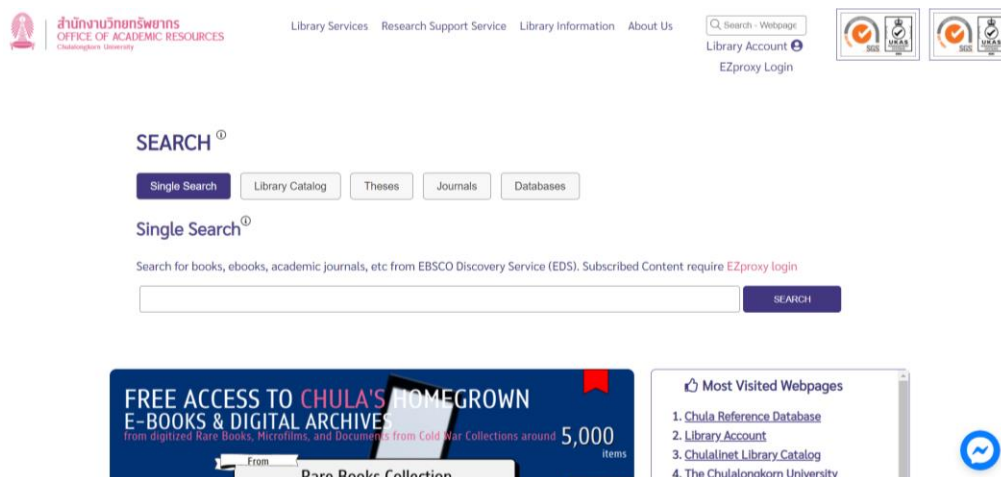 สำนักงานวิทยทรัพยากร
OFFICE OF ACADEMIC RESOURCES
Chulalongkorn University
Library Services Research Support Service Library Information About Us
Search - Webpage
Library Account
EZproxy Login
SGS
UKAS
SGS
UKAS
SEARCH
Single Search Library Catalog Theses Journals Databases
Single Search
Search for books, ebooks, academic journals, etc from EBSCO Discovery Service (EDS). Subscribed Content require EZproxy login
SEARCH
FREE ACCESS TO CHULA'S HOMEGROWN
E-BOOKS & DIGITAL ARCHIVES
from digitized Rare Books, Microfilms, and Documents from Cold War Collections around 5,000
items
From
Rare Books Collection
Most Visited Webpages
1. Chula Reference Database
2. Library Account
3. Chulalinet Library Catalog
4. The Chulalongkorn University